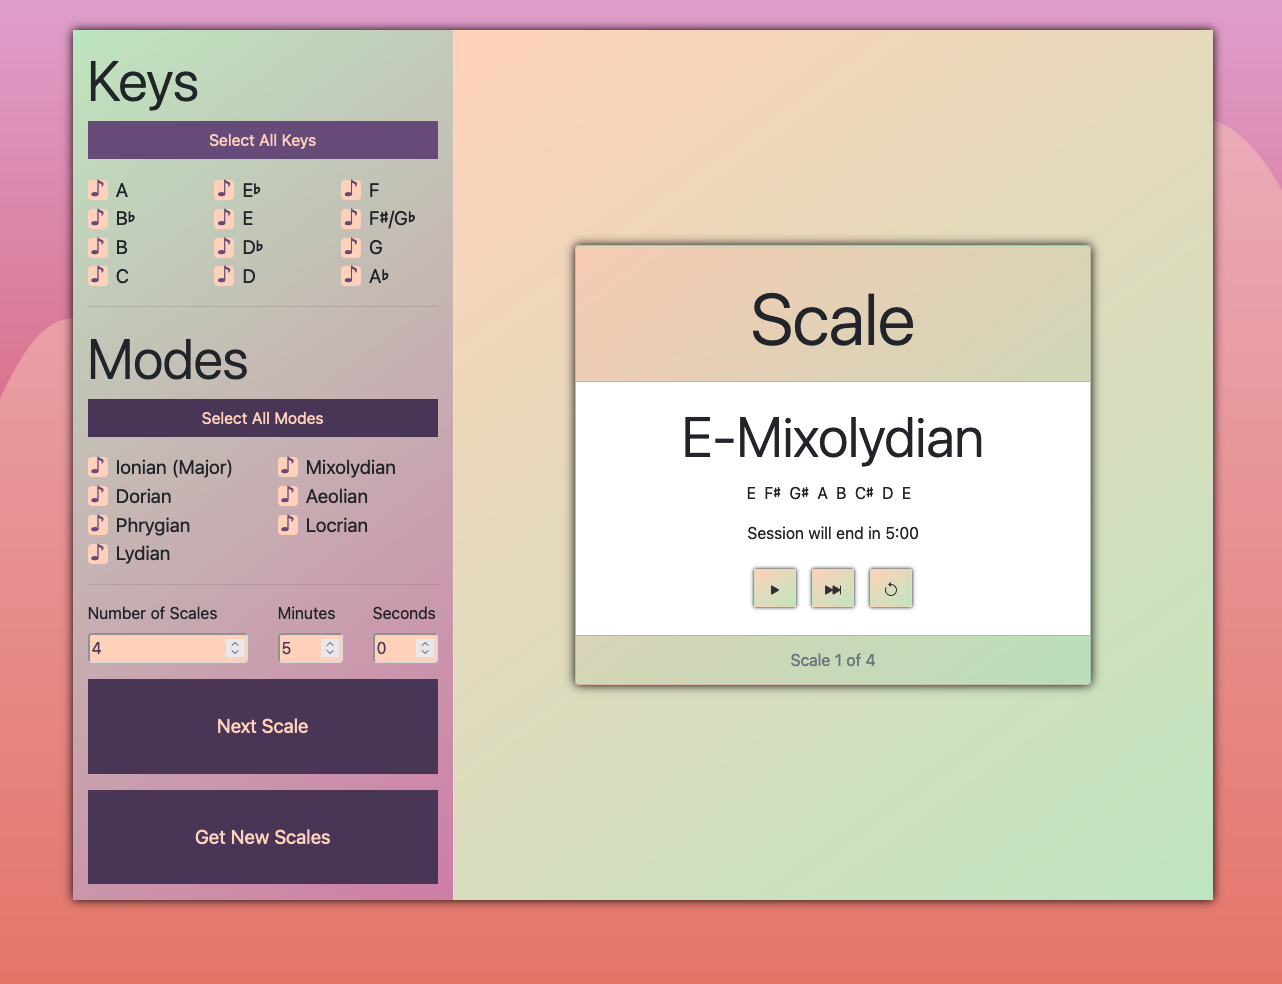 Keys
Select All Keys
A E♭ F
B♭ E F♯/G♭
B D♭ G
C D A♭
Modes
Select All Modes
Ionian (Major) Mixolydian
Dorian Aeolian
Phrygian Locrian
Lydian
Number of Scales Minutes Seconds
4 5 0
Next Scale
Get New Scales
Scale
E-Mixolydian
E F♯ G♯ A B C♯ D E
Session will end in 5:00
Scale 1 of 4